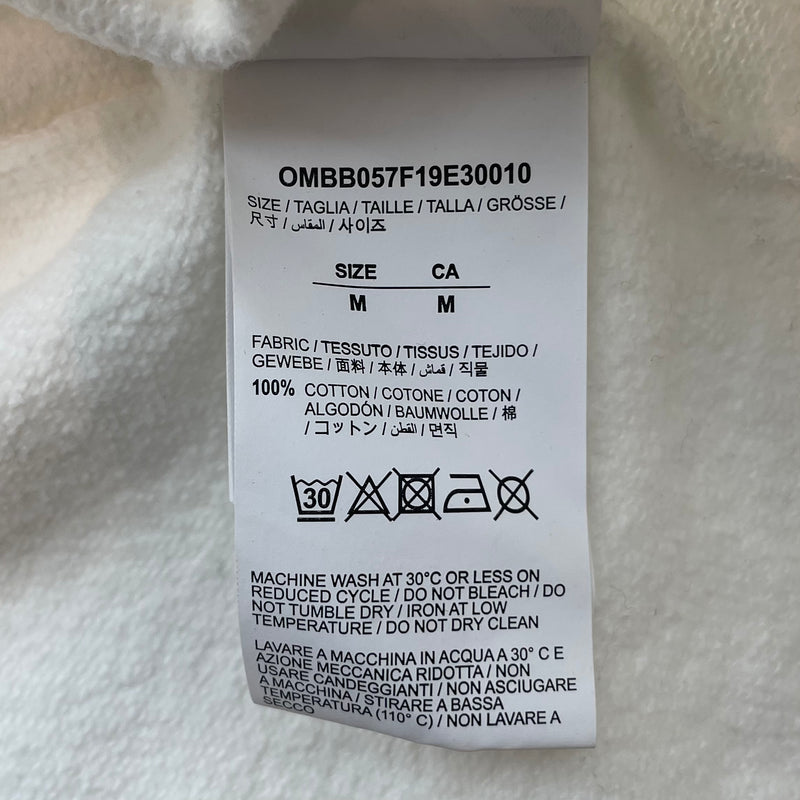 OMBB057F19E30010
SIZE / TAGLIA / TAILLE / TALLA / GRÖSSE /
尺寸 / المقاس / 사이즈
SIZE CA
M M
FABRIC / TESSUTO / TISSUS / TEJIDO /
GEWEBE / 面料 / 本体 / قماش / 직물
100% COTTON / COTONE / COTON /
ALGODÓN / BAUMWOLLE / 棉
/ コットン / القطن / 면직
30
MACHINE WASH AT 30°C OR LESS ON
REDUCED CYCLE / DO NOT BLEACH / DO
NOT TUMBLE DRY / IRON AT LOW
TEMPERATURE / DO NOT DRY CLEAN
LAVARE A MACCHINA IN ACQUA A 30° C E
AZIONE MECCANICA RIDOTTA / NON
USARE CANDEGGIANTI / NON ASCIUGARE
A MACCHINA / STIRARE A BASSA
TEMPERATURA (110° C) / NON LAVARE A
SECCO